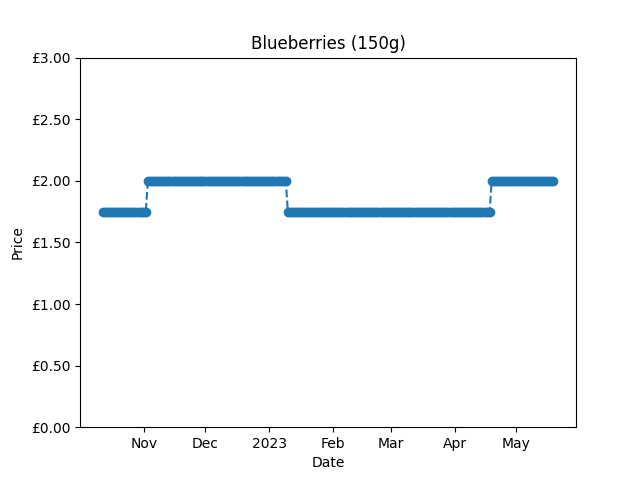 Blueberries (150g)
£3.00
£2.50
£2.00
£1.50
£1.00
£0.50
£0.00
Price
Nov Dec 2023 Feb Mar Apr May
Date